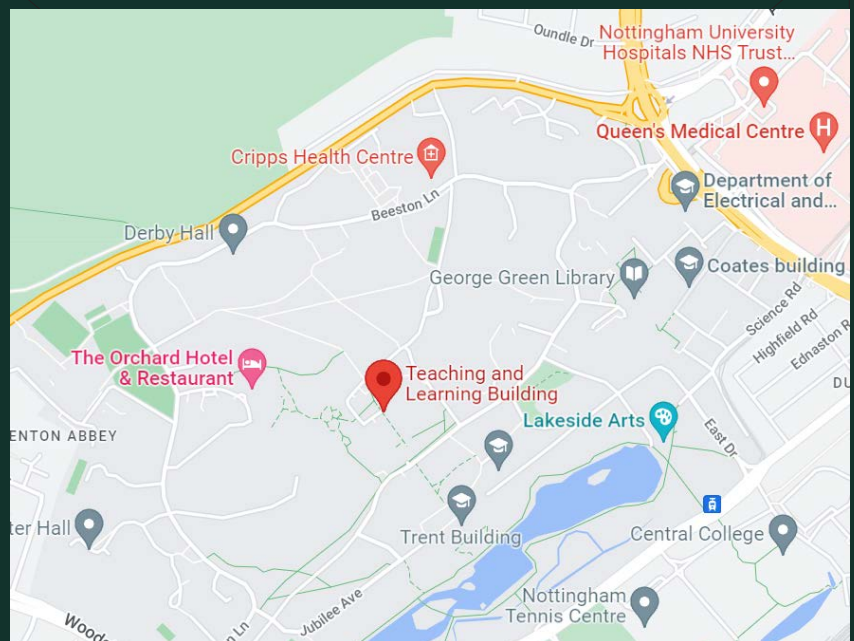 Oundle Dr
Nottingham University
Hospitals NHS Trust...
Queen's Medical Centre
H
Cripps Health Centre
Department of
Electrical and...
Beeston Ln
Derby Hall
George Green Library
Coates building
Science Rd
Highfield Rd
The Orchard Hotel
& Restaurant
Teaching and
Learning Building
Lakeside Arts
ENTON ABBEY
East Dr
ter Hall
Trent Building
Central College
Nottingham
Tennis Centre
Jubilee Ave